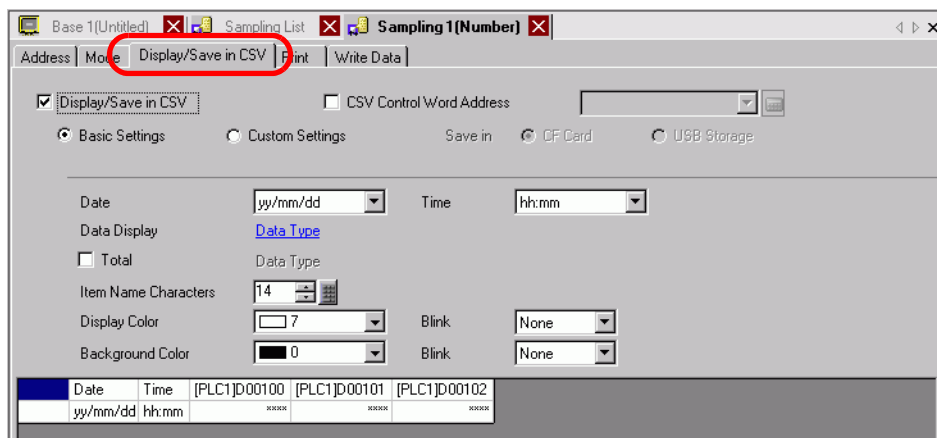 Base 1(Untitled) Sampling List Sampling 1(Number)
Address Mode Display/Save in CSV Print Write Data
Display/Save in CSV CSV Control Word Address
Basic Settings Custom Settings Save in CF Card USB Storage
Date yy/mm/dd Time hh:mm
Data Display Data Type
Total Data Type
Item Name Characters 14
Display Color 7 Blink None
Background Color 0 Blink None
Date Time [PLC1]D00100 [PLC1]D00101 [PLC1]D00102
yy/mm/dd hh:mm **** **** ****